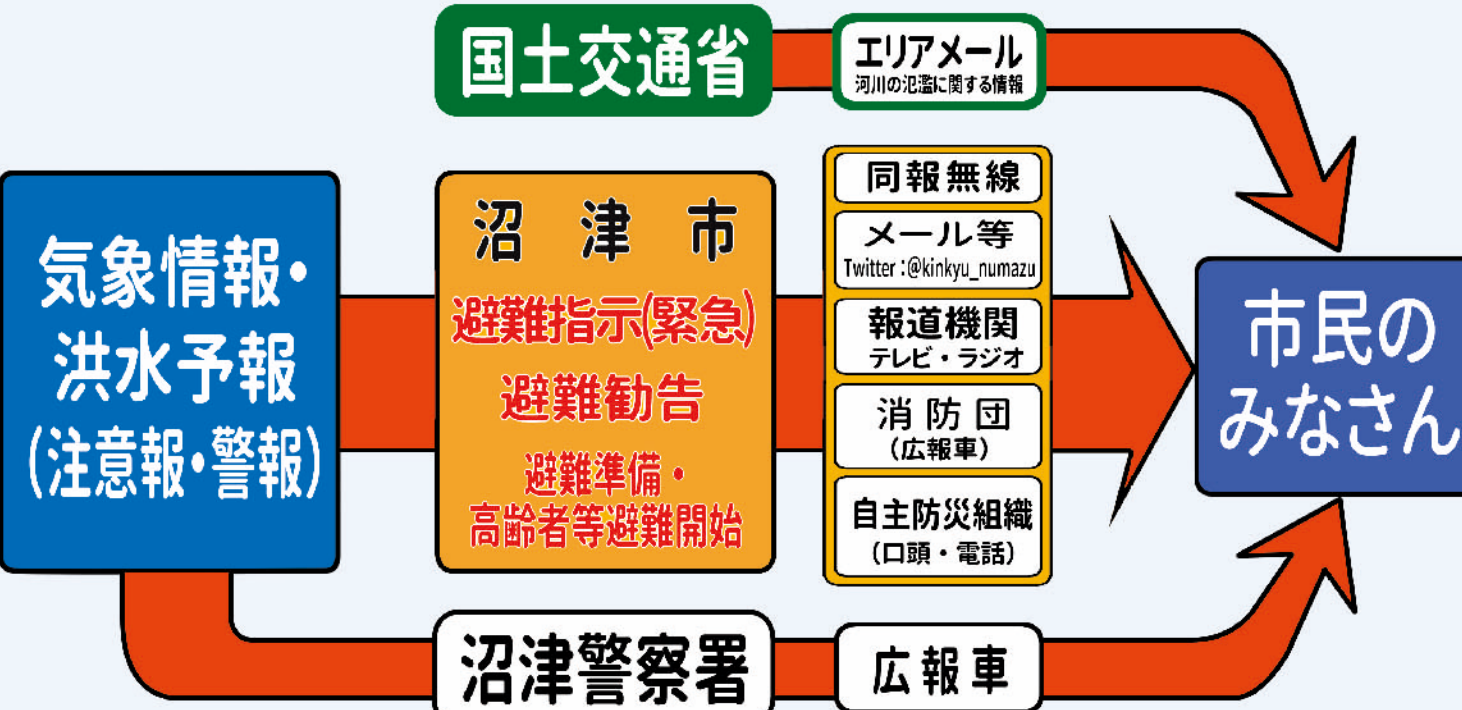 国土交通省
エリアメール
河川の氾濫に関する情報
気象情報・
洪水予報
(注意報・警報)
沼津市
避難指示(緊急)
避難勧告
避難準備・
高齢者等避難開始
同報無線
メール等
Twitter:@kinkyu_numazu
報道機関
テレビ・ラジオ
消防団
(広報車)
自主防災組織
(口頭・電話)
市民の
みなさん
沼津警察署
広報車